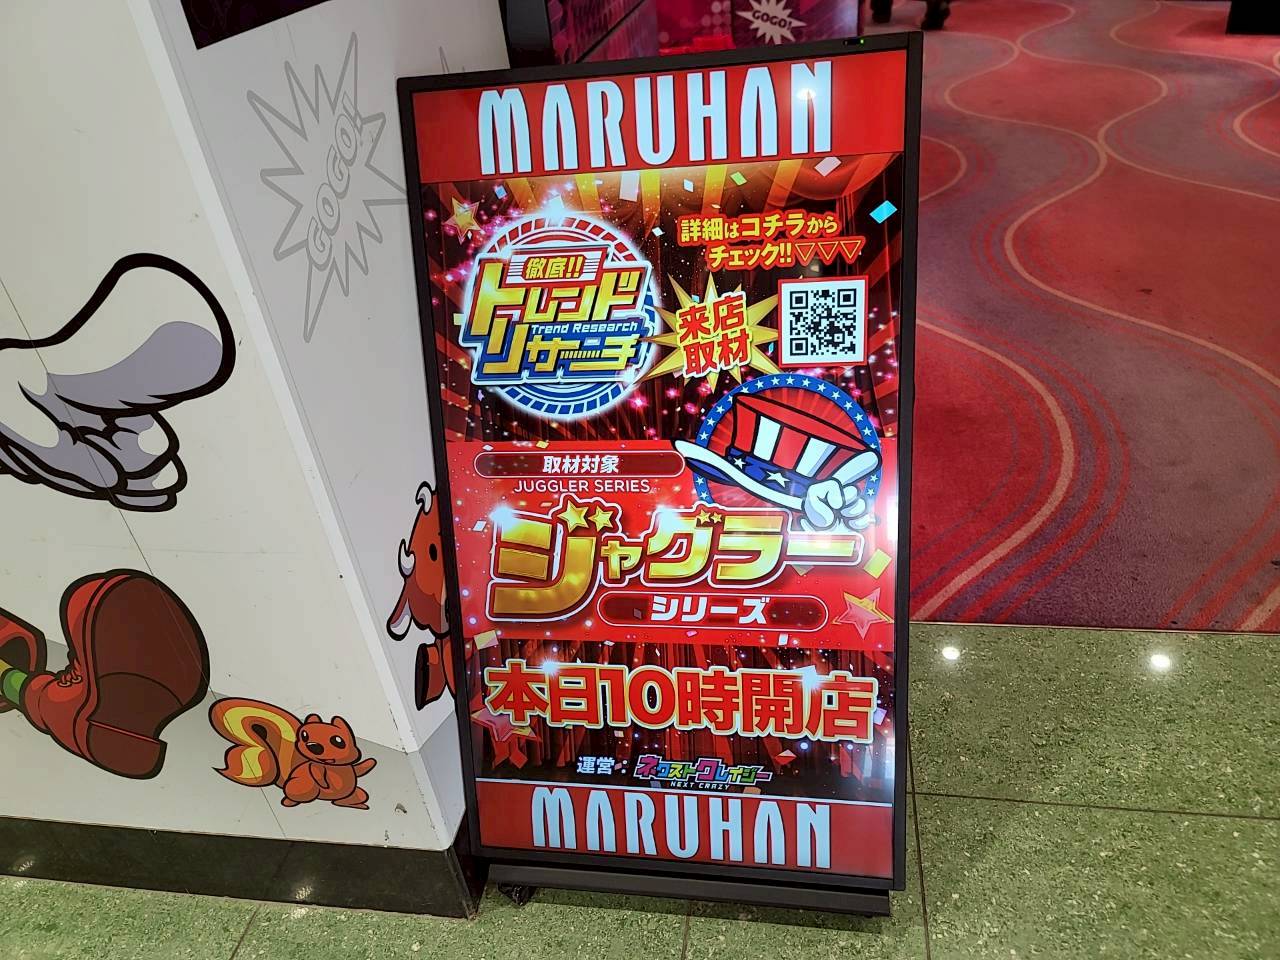 GOGO!
GOGO!
MARUHAN
詳細はコチラから
チェック!!▽▽▽
徹底!!
トレンド
Trend Research
リサーチ
来店
取材
取材対象
JUGGLER SERIES
ジャグラー
シリーズ
本日10時開店
運営：ネクストクレイジー
NEXT CRAZY
MARUHAN